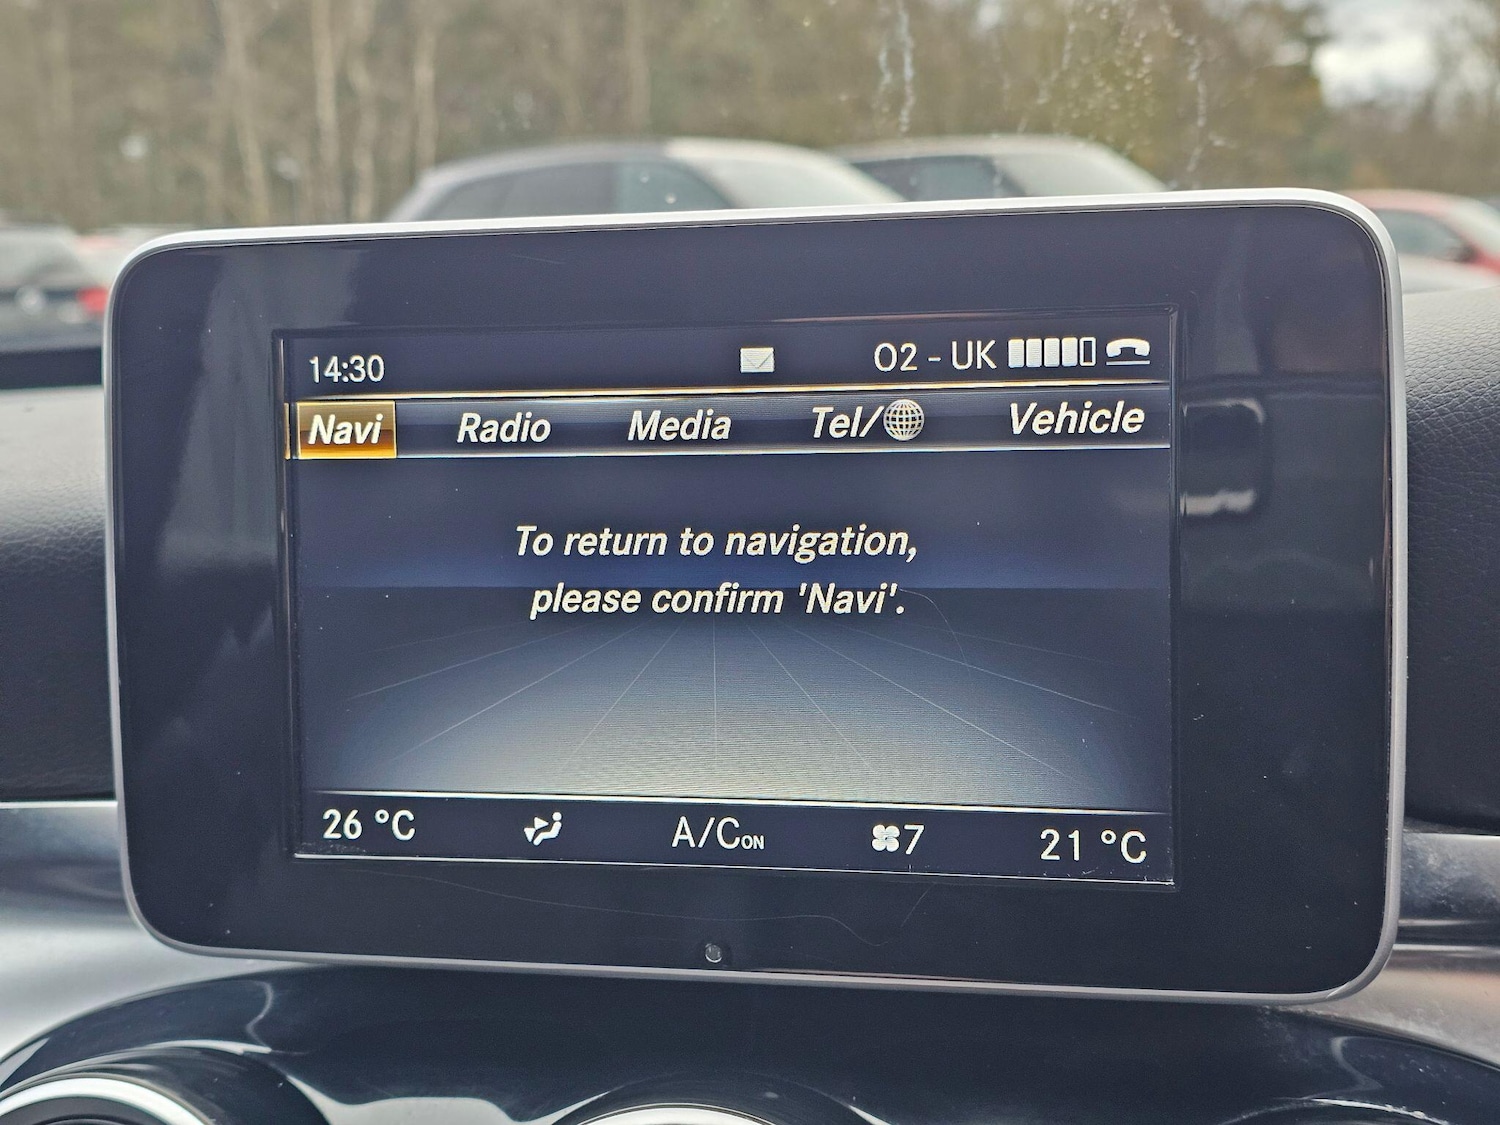 14:30 O2 - UK
Navi Radio Media Tel/ Vehicle
To return to navigation,
please confirm 'Navi'.
26 °C A/C ON 7 21 °C